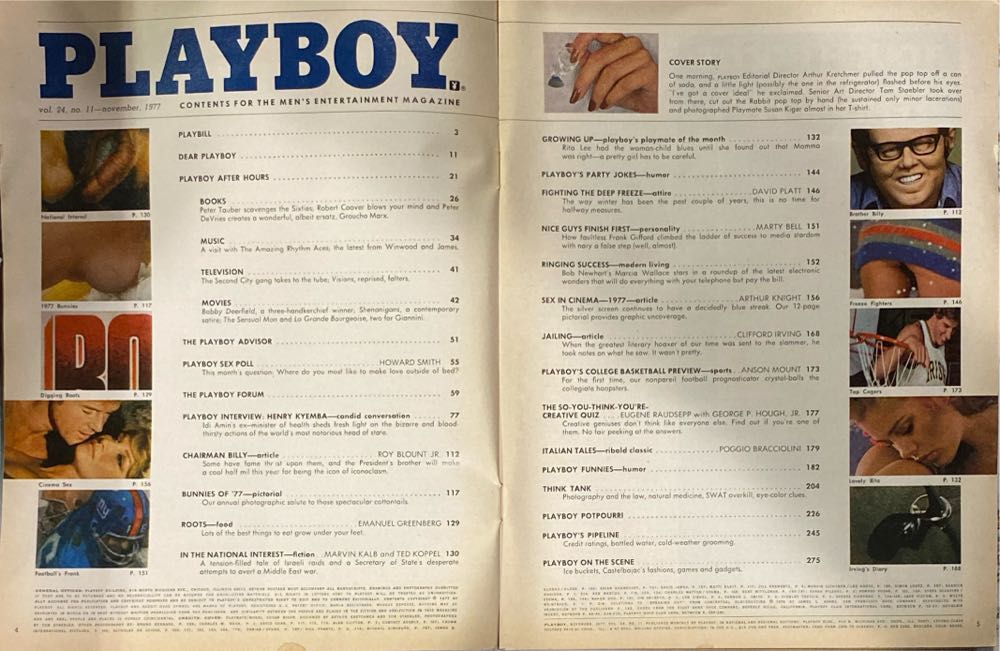 PLAYBOY
vol. 24, no. 11—november, 1977
CONTENTS FOR THE MEN'S ENTERTAINMENT MAGAZINE
National Interest P. 130
1977 Bunnies P. 117
Digging Roots P. 129
Cinema Sex P. 156
Football's Frank P. 151
PLAYBILL 3
DEAR PLAYBOY 11
PLAYBOY AFTER HOURS 21
BOOKS 26
Peter Tauber scavenges the Sixties, Robert Coover blows your mind and Peter
DeVries creates a wonderful, albeit ersatz, Groucho Marx.
MUSIC 34
A visit with The Amazing Rhythm Aces, the latest from Winwood and James.
TELEVISION 41
The Second City gang takes to the tube; Visions, reprised, falters.
MOVIES 42
Bobby Deerfield, a three-handkerchief winner; Shenanigans, a contemporary
satire; The Sensual Man and La Grande Bourgeoise, two for Giannini.
THE PLAYBOY ADVISOR 51
PLAYBOY SEX POLL HOWARD SMITH 55
This month's question: Where do you most like to make love outside of bed?
THE PLAYBOY FORUM 59
PLAYBOY INTERVIEW: HENRY KYEMBA—candid conversation 77
Idi Amin's ex-minister of health sheds fresh light on the bizarre and blood-
thirsty actions of the world's most notorious head of state.
CHAIRMAN BILLY—article ROY BLOUNT JR. 112
Some have fame thrust upon them, and the President's brother will make
a cool half mil this year for being the icon of iconoclasm.
BUNNIES OF '77—pictorial 117
Our annual photographic salute to those spectacular cottontails.
ROOTS—food EMANUEL GREENBERG 129
Lots of the best things to eat grow under your feet.
IN THE NATIONAL INTEREST—fiction MARVIN KALB and TED KOPPEL 130
A tension-filled tale of Israeli raids and a Secretary of State's desperate
attempts to avert a Middle East war.
4
COVER STORY
One morning, PLAYBOY Editorial Director Arthur Kretchmer pulled the pop top off a can
of soda, and a little light (possibly the one in the refrigerator) flashed before his eyes.
"I've got a cover idea!" he exclaimed. Senior Art Director Tom Staebler took over
from there, cut out the Rabbit pop top by hand (he sustained only minor lacerations)
and photographed Playmate Susan Kiger almost in her T-shirt.
GROWING UP—playboy's playmate of the month 132
Rita Lee had the woman-child blues until she found out that Momma
was right—a pretty girl has to be careful.
PLAYBOY'S PARTY JOKES—humor 144
FIGHTING THE DEEP FREEZE—attire DAVID PLATT 146
The way winter has been the past couple of years, this is no time for
halfway measures.
NICE GUYS FINISH FIRST—personality MARTY BELL 151
How faultless Frank Gifford climbed the ladder of success to media stardom
with nary a false step (well, almost).
RINGING SUCCESS—modern living 152
Bob Newhart's Marcia Wallace stars in a roundup of the latest electronic
wonders that will do everything with your telephone but pay the bill.
SEX IN CINEMA—1977—article ARTHUR KNIGHT 156
The silver screen continues to have a decidedly blue streak. Our 12-page
pictorial provides graphic uncoverage.
JAILING—article CLIFFORD IRVING 168
When the greatest literary hoaxer of our time was sent to the slammer, he
took notes on what he saw. It wasn't pretty.
PLAYBOY'S COLLEGE BASKETBALL PREVIEW—sports ANSON MOUNT 173
For the first time, our nonpareil football prognosticator crystal-balls the
collegiate hoopsters.
THE SO-YOU-THINK-YOU'RE-
CREATIVE QUIZ EUGENE RAUDSEPP with GEORGE P. HOUGH, JR. 177
Creative geniuses don't think like everyone else. Find out if you're one of
them. No fair peeking at the answers.
ITALIAN TALES—ribald classic POGGIO BRACCIOLINI 179
PLAYBOY FUNNIES—humor 182
THINK TANK 204
Photography and the law, natural medicine, SWAT overkill, eye-color clues.
PLAYBOY POTPOURRI 226
PLAYBOY'S PIPELINE 245
Credit ratings, bottled water, cold-weather grooming.
PLAYBOY ON THE SCENE 275
Ice buckets, Castelbajac's fashions, games and gadgets.
Brother Billy P. 112
Freeze Fighters P. 146
Top Cagers P. 173
Lovely Rita P. 132
Irving's Diary P. 168
5